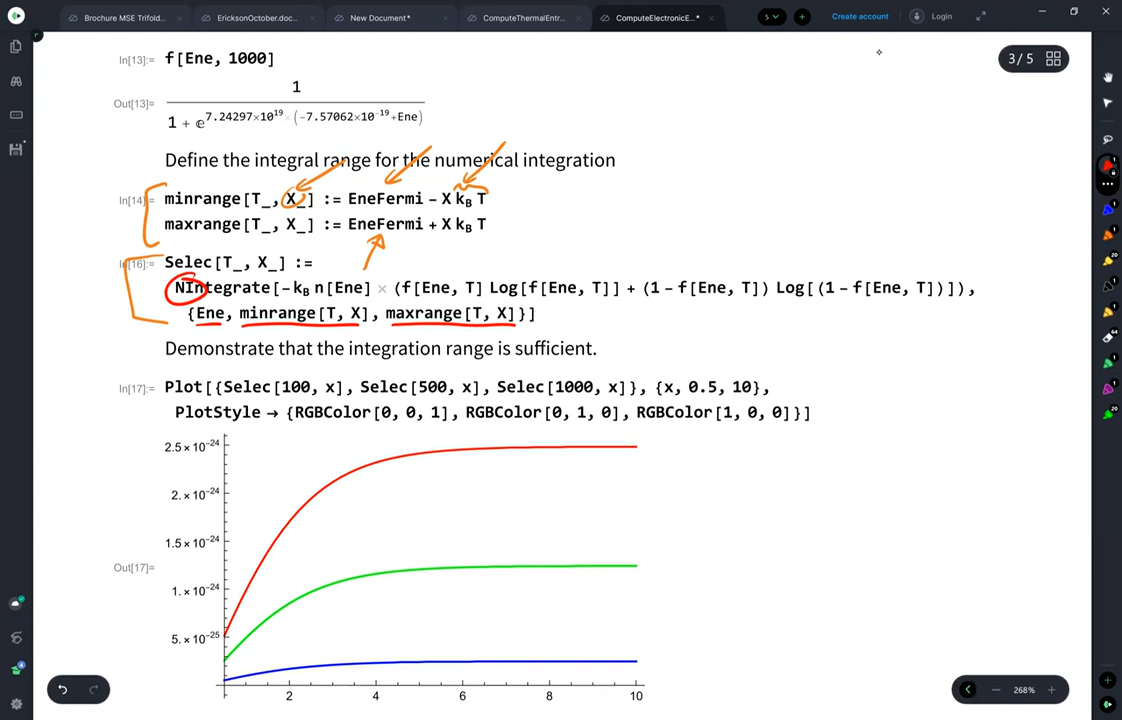 Brochure MSE Trifold...
EricksonOctober.doc...
New Document*
ComputeThermalEntr...
ComputeElectronicE...*
5
Create account
Login
3/5
In[13]:= f[Ene, 1000]
1
Out[13]=
1 + ⅇ^7.24297×10^19 (-7.57062×10^-19+Ene)
Define the integral range for the numerical integration
In[14]:= minrange[T_, X_] := EneFermi - X k_B T
maxrange[T_, X_] := EneFermi + X k_B T
In[16]:= Selec[T_, X_] :=
NIntegrate[-k_B n[Ene] × (f[Ene, T] Log[f[Ene, T]] + (1 - f[Ene, T]) Log[(1 - f[Ene, T])]),
{Ene, minrange[T, X], maxrange[T, X]}]
Demonstrate that the integration range is sufficient.
In[17]:= Plot[{Selec[100, x], Selec[500, x], Selec[1000, x]}, {x, 0.5, 10},
PlotStyle → {RGBColor[0, 0, 1], RGBColor[0, 1, 0], RGBColor[1, 0, 0]}]
2.5×10^-24
2.×10^-24
1.5×10^-24
Out[17]=
1.×10^-24
5.×10^-25
2 4 6 8 10
268%